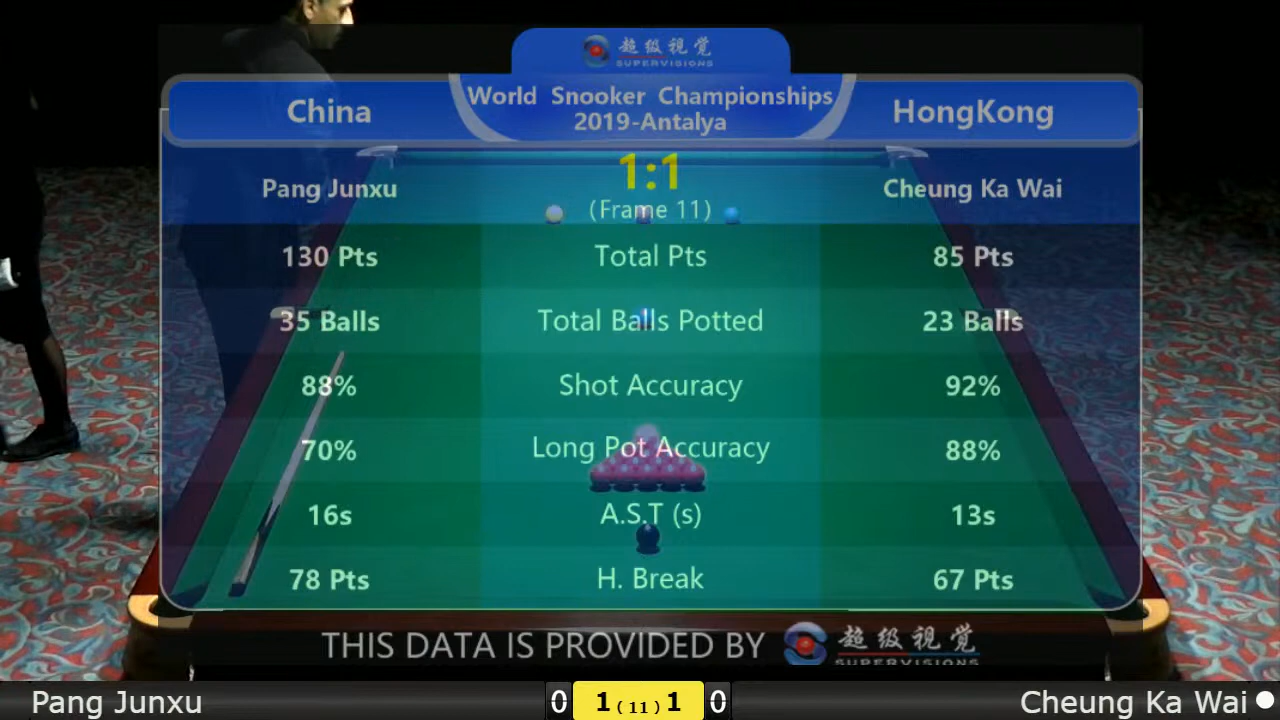 超级视觉
SUPERVISIONS
China
World Snooker Championships
2019-Antalya
HongKong
Pang Junxu
1:1
(Frame 11)
Cheung Ka Wai
130 Pts
Total Pts
85 Pts
35 Balls
Total Balls Potted
23 Balls
88%
Shot Accuracy
92%
70%
Long Pot Accuracy
88%
16s
A.S.T (s)
13s
78 Pts
H. Break
67 Pts
THIS DATA IS PROVIDED BY
超级视觉
SUPERVISIONS
Pang Junxu
0
1 (11) 1
0
Cheung Ka Wai